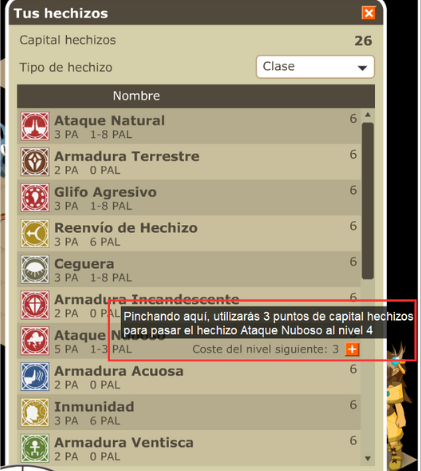 Tus hechizos
Capital hechizos 26
Tipo de hechizo Clase
Nombre
Ataque Natural 6
3 PA 1-8 PAL
Armadura Terrestre 6
2 PA 0 PAL
Glifo Agresivo 6
3 PA 1-8 PAL
Reenvío de Hechizo 6
3 PA 6 PAL
Ceguera 6
3 PA 1-8 PAL
Armadura Incandescente 6
2 PA 0 PAL
Pinchando aquí, utilizarás 3 puntos de capital hechizos
para pasar el hechizo Ataque Nuboso al nivel 4
Ataque Nuboso
5 PA 1-3 PAL Coste del nivel siguiente: 3
Armadura Acuosa 6
2 PA 0 PAL
Inmunidad 6
3 PA 6 PAL
Armadura Ventisca 6
2 PA 0 PAL